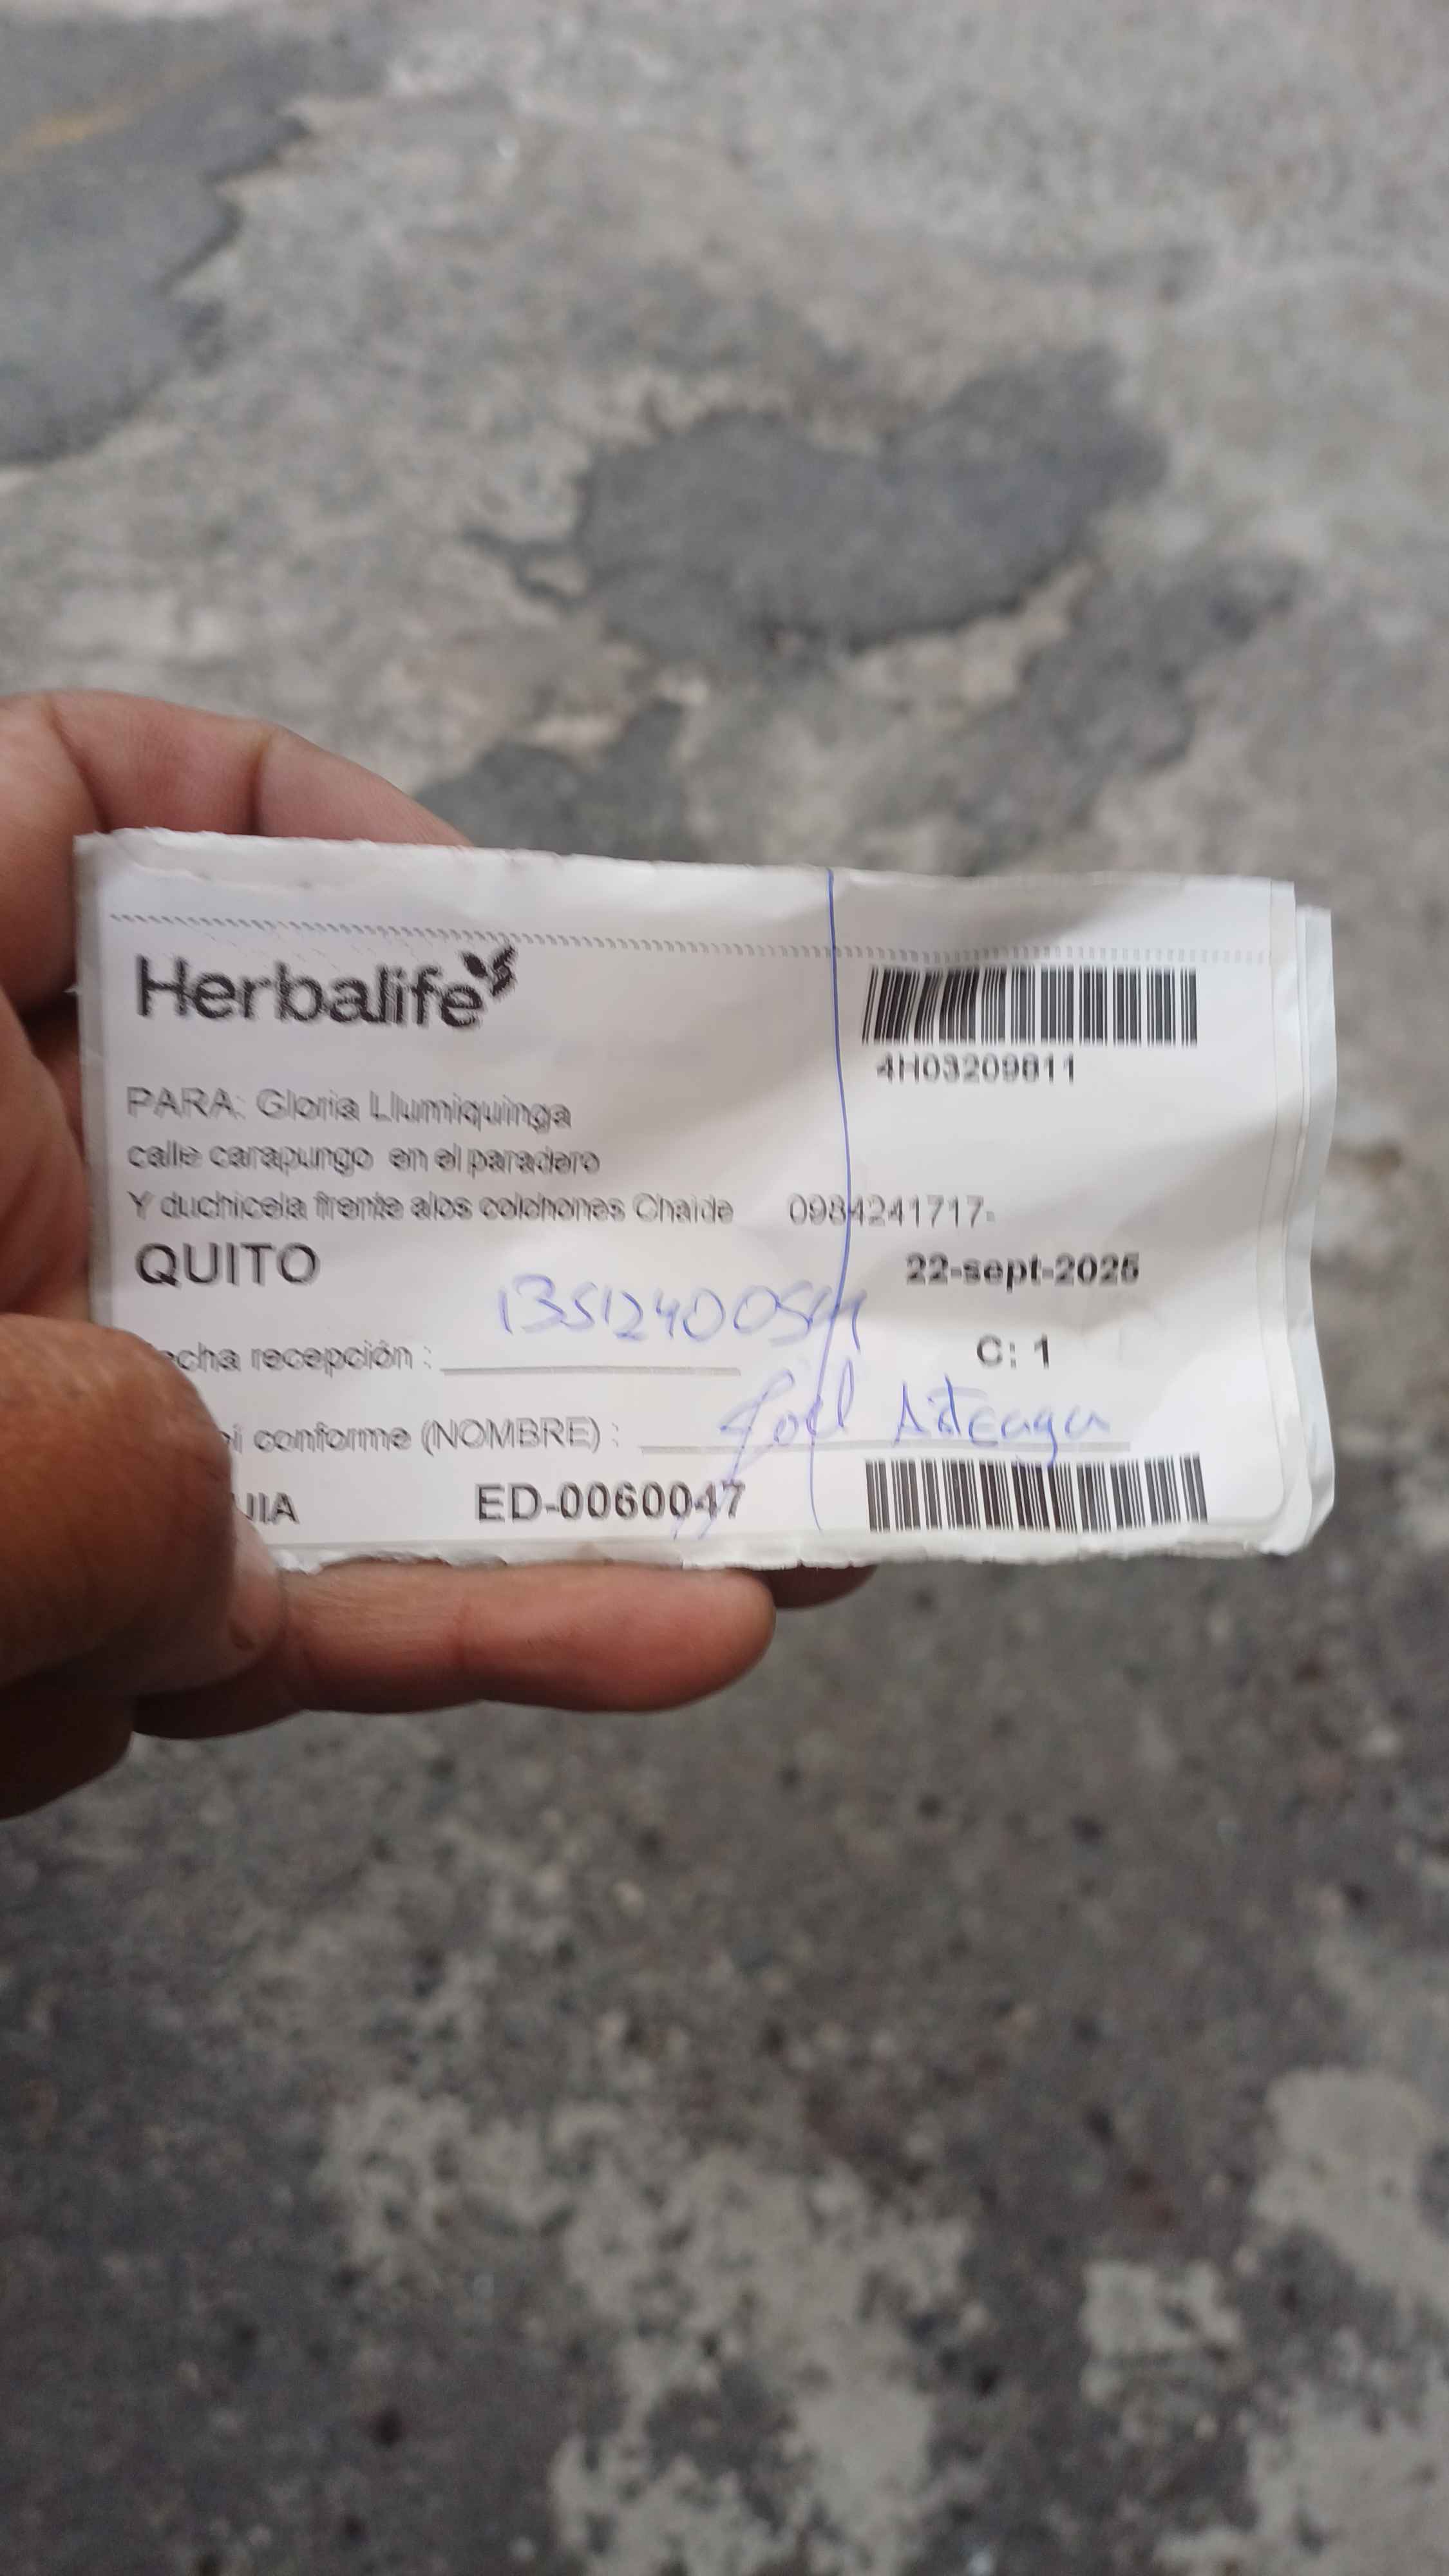 Herbalife
4H03209811
PARA: Gloria Llumiquinga
calle carapungo en el paradero
Y duchicela frente alos colchones Chaide 0984241717-
QUITO 22-sept-2025
echa recepción : C: 1
i conforme (NOMBRE) : Joel Arteaga
UIA ED-0060047